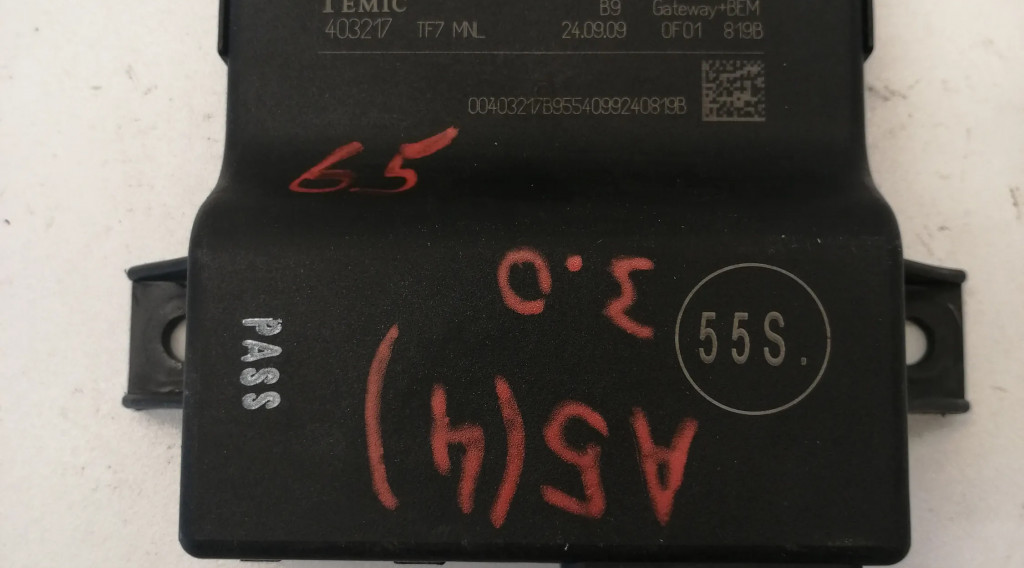 TEMIC B9 Gateway+BEM
403217 TF7 MNL 24.09.09 0F01 819B
00403217B9554099240819B
65
3.0
55S.
PASS
A5(4)